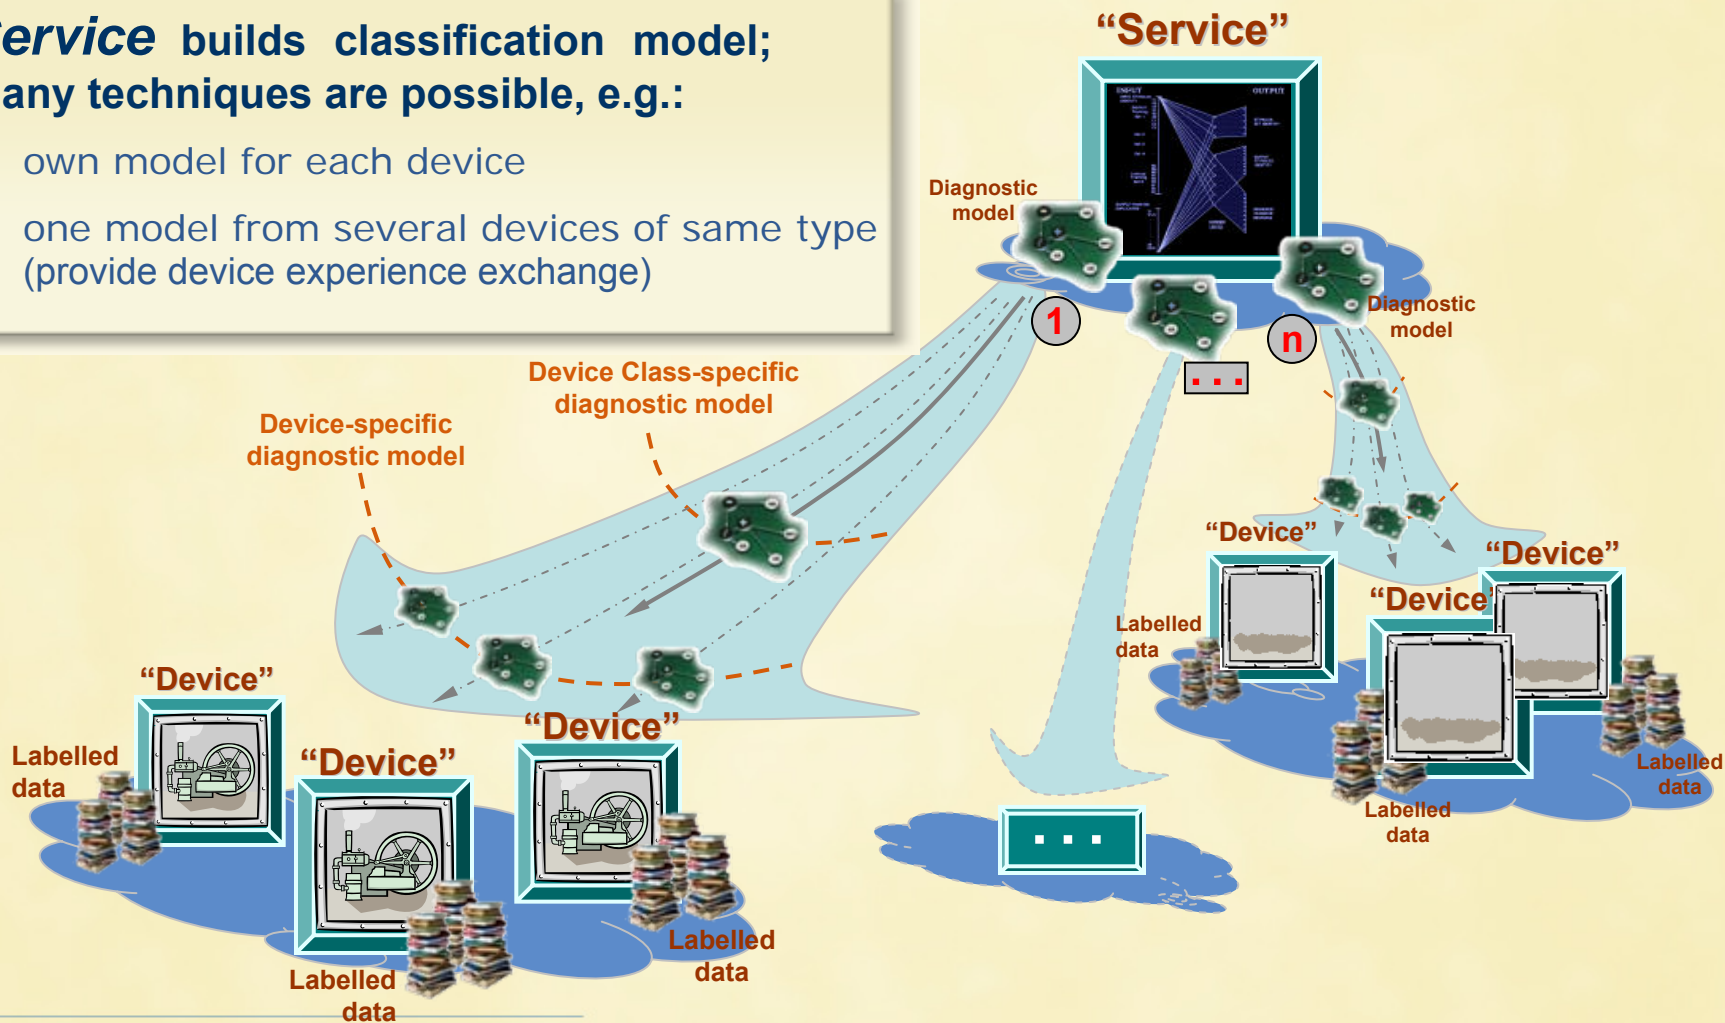 ervice builds classification model;
any techniques are possible, e.g.:
own model for each device
one model from several devices of same type
(provide device experience exchange)
“Service”
INPUT
OUTPUT
Diagnostic
model
1
. . .
n
Diagnostic
model
Device Class-specific
diagnostic model
Device-specific
diagnostic model
“Device”
“Device”
“Device”
Labelled
data
Labelled
data
Labelled
data
. . .
“Device”
“Device”
“Device”
Labelled
data
Labelled
data
Labelled
data